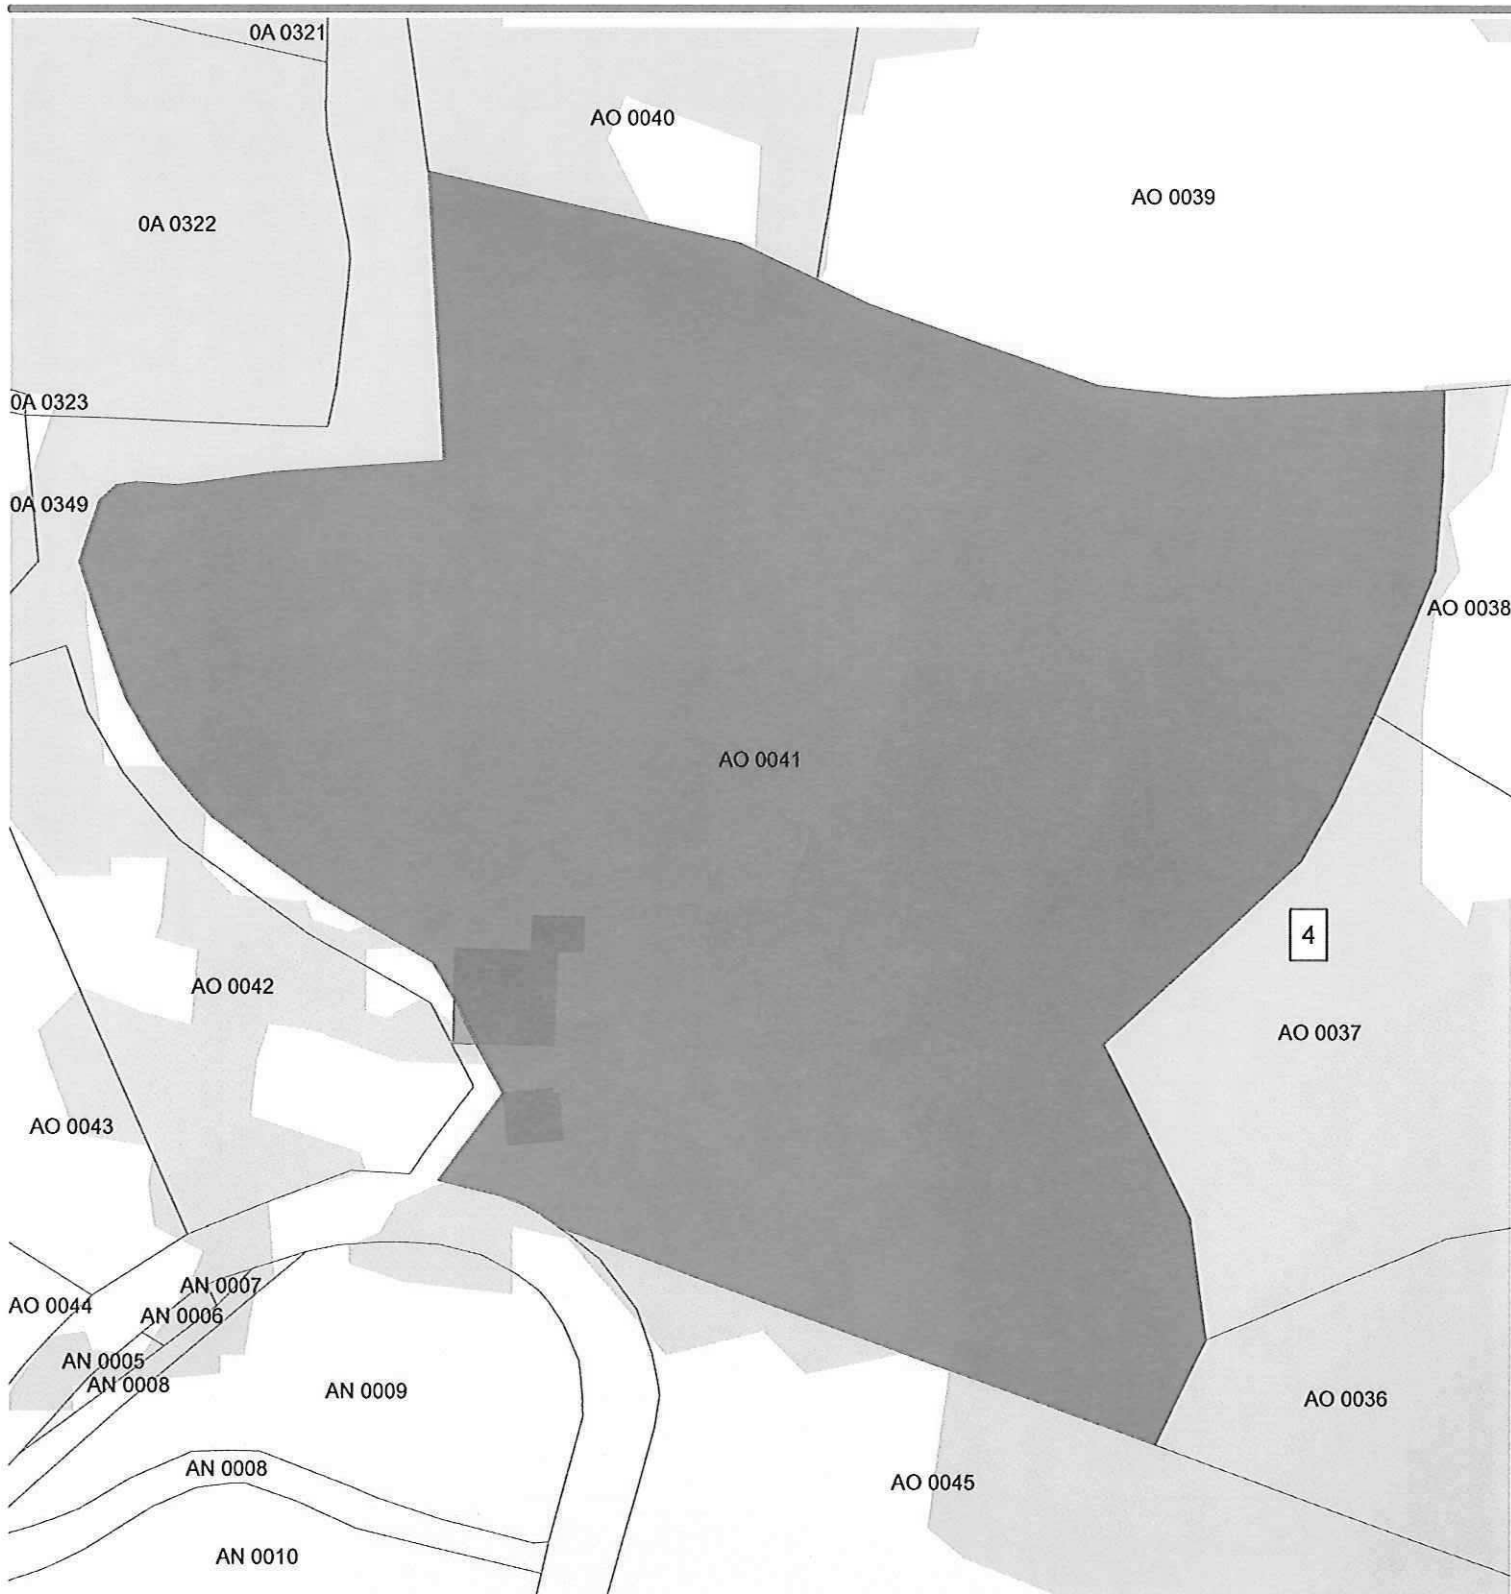 0A 0321
AO 0040
AO 0039
0A 0322
0A 0323
0A 0349
AO 0038
AO 0041
4
AO 0042
AO 0037
AO 0043
AN 0007
AO 0044
AN 0006
AN 0005
AN 0008
AN 0009
AO 0036
AN 0008
AO 0045
AN 0010